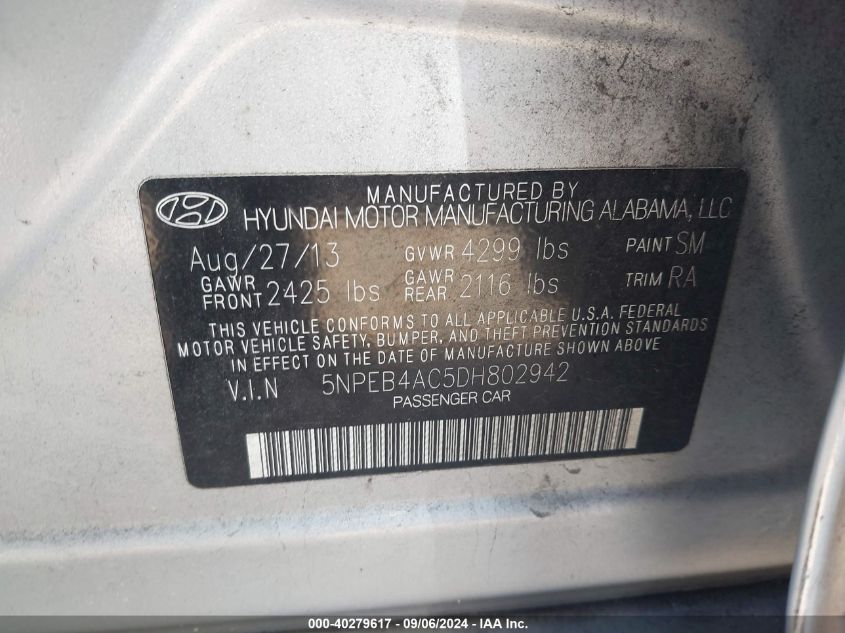 MANUFACTURED BY
HYUNDAI MOTOR MANUFACTURING ALABAMA, LLC
Aug/27/13 GVWR 4299 lbs PAINT SM
GAWR FRONT 2425 lbs GAWR REAR 2116 lbs TRIM RA
THIS VEHICLE CONFORMS TO ALL APPLICABLE U.S.A. FEDERAL
MOTOR VEHICLE SAFETY, BUMPER, AND THEFT PREVENTION STANDARDS
IN EFFECT ON THE DATE OF MANUFACTURE SHOWN ABOVE
V.I.N 5NPEB4AC5DH802942
PASSENGER CAR
000-40279617 - 09/06/2024 - IAA Inc.